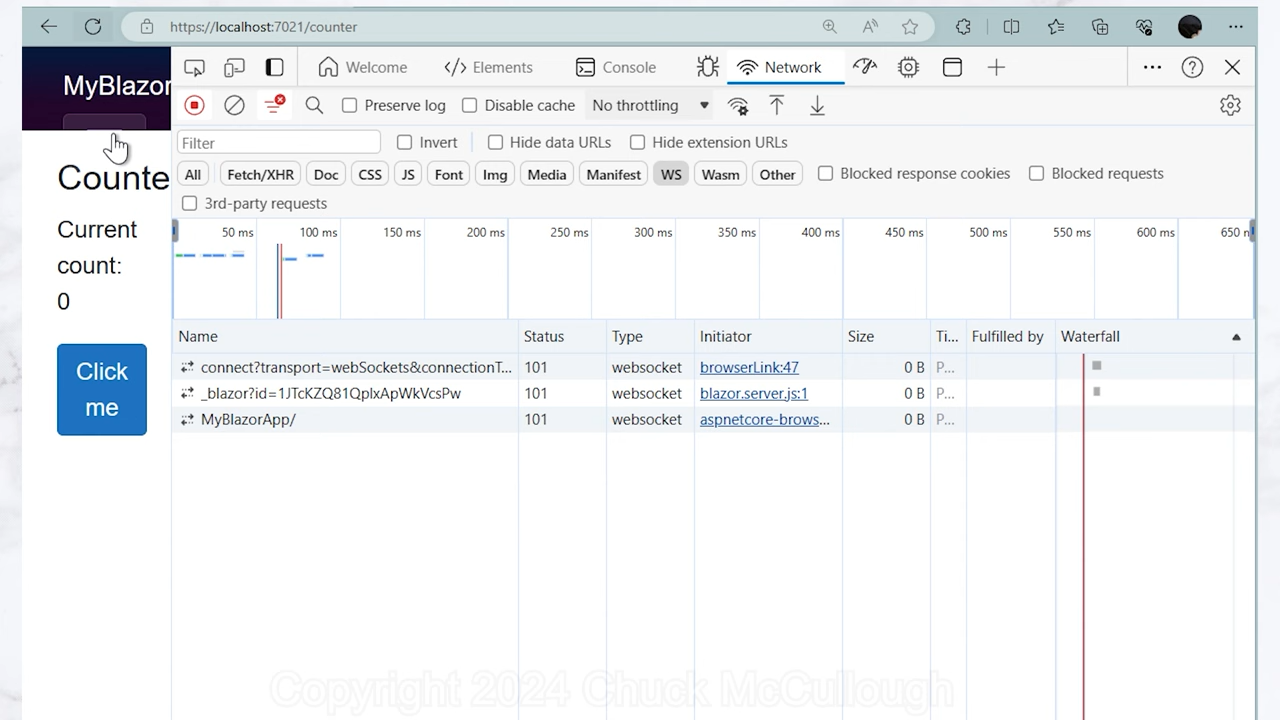 https://localhost:7021/counter
MyBlazor
Welcome
Elements
Console
Network
Preserve log
Disable cache
No throttling
Filter
Invert
Hide data URLs
Hide extension URLs
All
Fetch/XHR
Doc
CSS
JS
Font
Img
Media
Manifest
WS
Wasm
Other
Blocked response cookies
Blocked requests
3rd-party requests
Counte
Current
count:
0
Click
me
50 ms
100 ms
150 ms
200 ms
250 ms
300 ms
350 ms
400 ms
450 ms
500 ms
550 ms
600 ms
650 n
Name Status Type Initiator Size Ti... Fulfilled by Waterfall
connect?transport=webSockets&connectionT... 101 websocket browserLink:47 0 B P...
_blazor?id=1JTcKZQ81QplxApWkVcsPw 101 websocket blazor.server.js:1 0 B P...
MyBlazorApp/ 101 websocket aspnetcore-brows... 0 B P...
Copyright 2024 Chuck McCullough